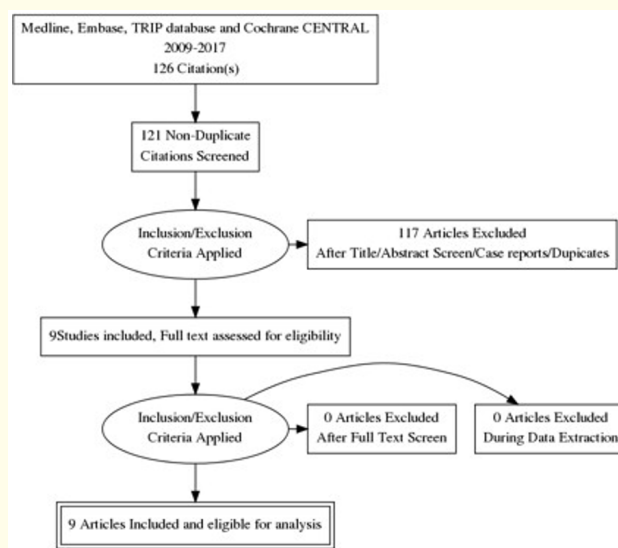 Medline, Embase, TRIP database and Cochrane CENTRAL
2009-2017
126 Citation(s)
121 Non-Duplicate
Citations Screened
Inclusion/Exclusion
Criteria Applied
117 Articles Excluded
After Title/Abstract Screen/Case reports/Dupicates
9Studies included, Full text assessed for eligibility
Inclusion/Exclusion
Criteria Applied
0 Articles Excluded
After Full Text Screen
0 Articles Excluded
During Data Extraction
9 Articles Included and eligible for analysis